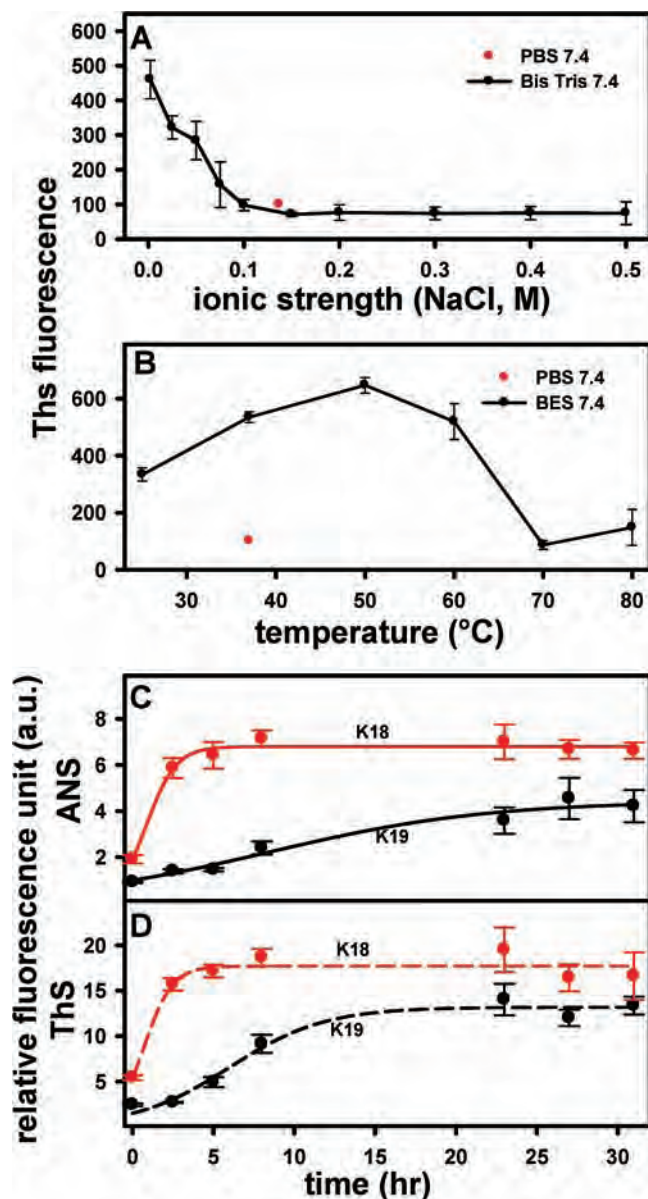 A
600
500
400
300
200
100
0
PBS 7.4
Bis Tris 7.4
0.0 0.1 0.2 0.3 0.4 0.5
ionic strength (NaCl, M)
Ths fluorescence
B
600
400
200
0
PBS 7.4
BES 7.4
30 40 50 60 70 80
temperature (°C)
relative fluorescence unit (a.u.)
ANS
C
8
6
4
2
K18
K19
ThS
D
20
15
10
5
K18
K19
0 5 10 15 20 25 30
time (hr)